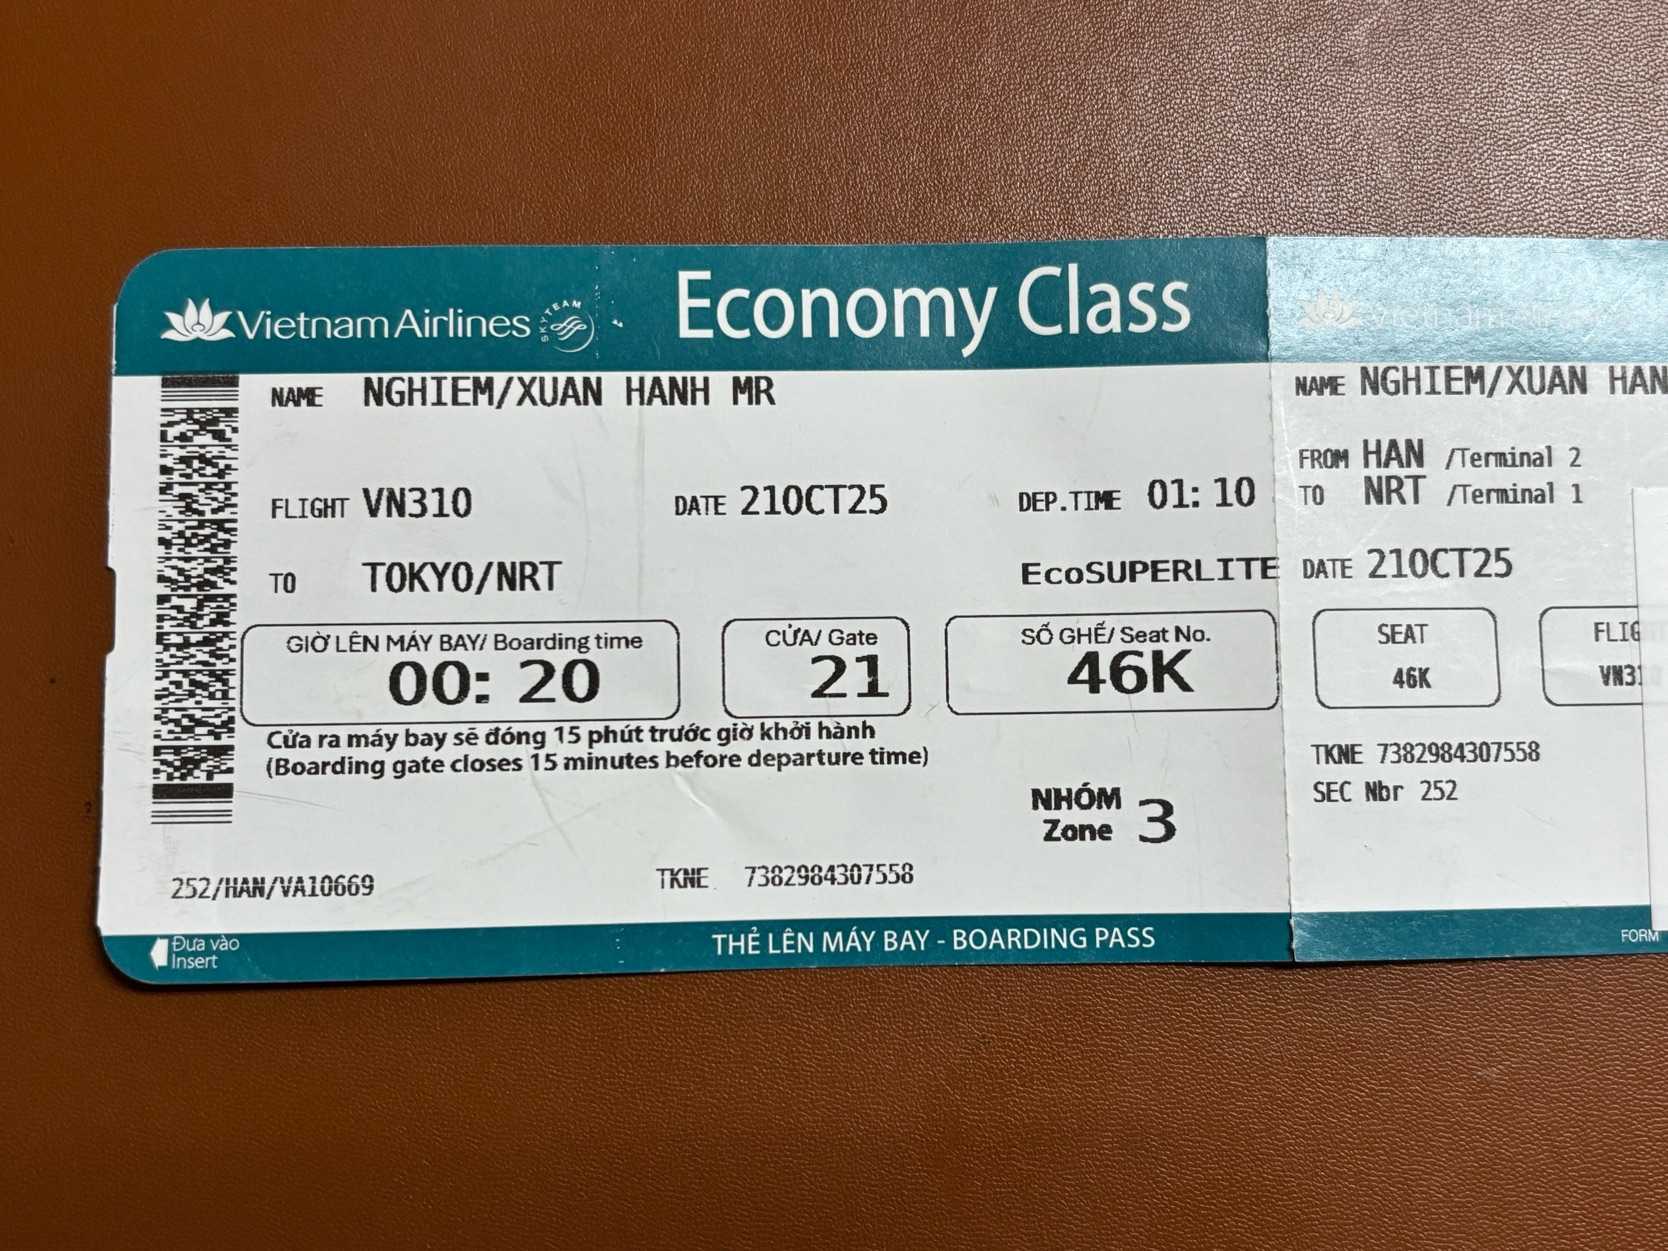 Vietnam Airlines SKYTEAM Economy Class
NAME NGHIEM/XUAN HANH MR
FLIGHT VN310 DATE 21OCT25 DEP.TIME 01:10
TO TOKYO/NRT EcoSUPERLITE
GIỜ LÊN MÁY BAY/ Boarding time
00:20
CỬA/ Gate
21
SỐ GHẾ/ Seat No.
46K
Cửa ra máy bay sẽ đóng 15 phút trước giờ khởi hành
(Boarding gate closes 15 minutes before departure time)
NHÓM
Zone 3
252/HAN/VA10669 TKNE 7382984307558
Đưa vào
Insert
THẺ LÊN MÁY BAY - BOARDING PASS
Vietnam Airlines
NAME NGHIEM/XUAN HAN
FROM HAN /Terminal 2
TO NRT /Terminal 1
DATE 21OCT25
SEAT
46K
FLIG
VN31
TKNE 7382984307558
SEC Nbr 252
FORM